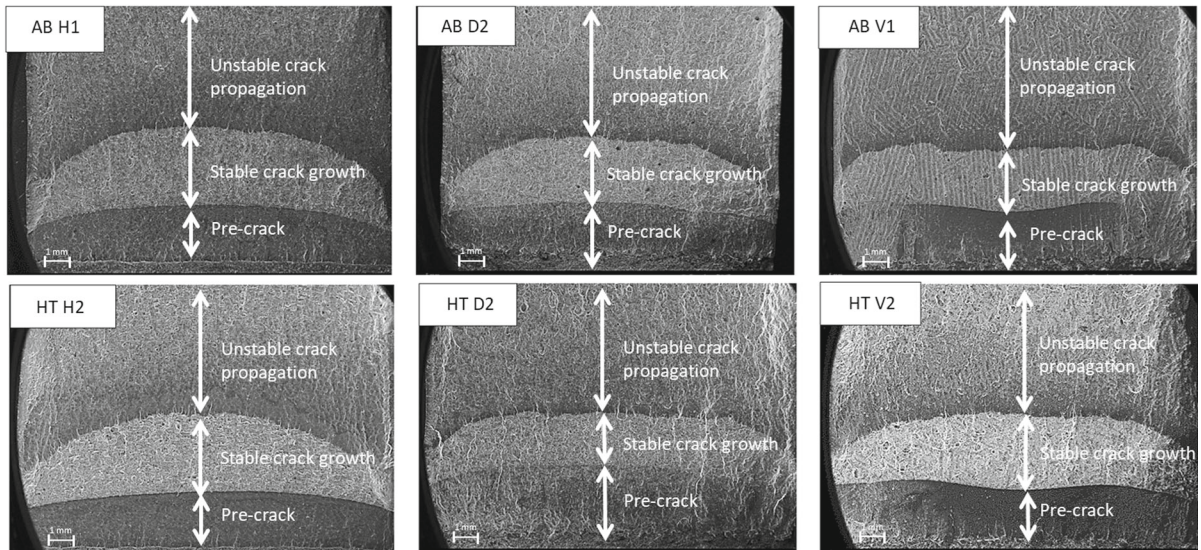 AB H1
Unstable crack
propagation
Stable crack growth
Pre-crack
1 mm
AB D2
Unstable crack
propagation
Stable crack growth
Pre-crack
1 mm
AB V1
Unstable crack
propagation
Stable crack growth
Pre-crack
1 mm
HT H2
Unstable crack
propagation
Stable crack growth
Pre-crack
1 mm
HT D2
Unstable crack
propagation
Stable crack growth
Pre-crack
1 mm
HT V2
Unstable crack
propagation
Stable crack growth
Pre-crack
1 mm